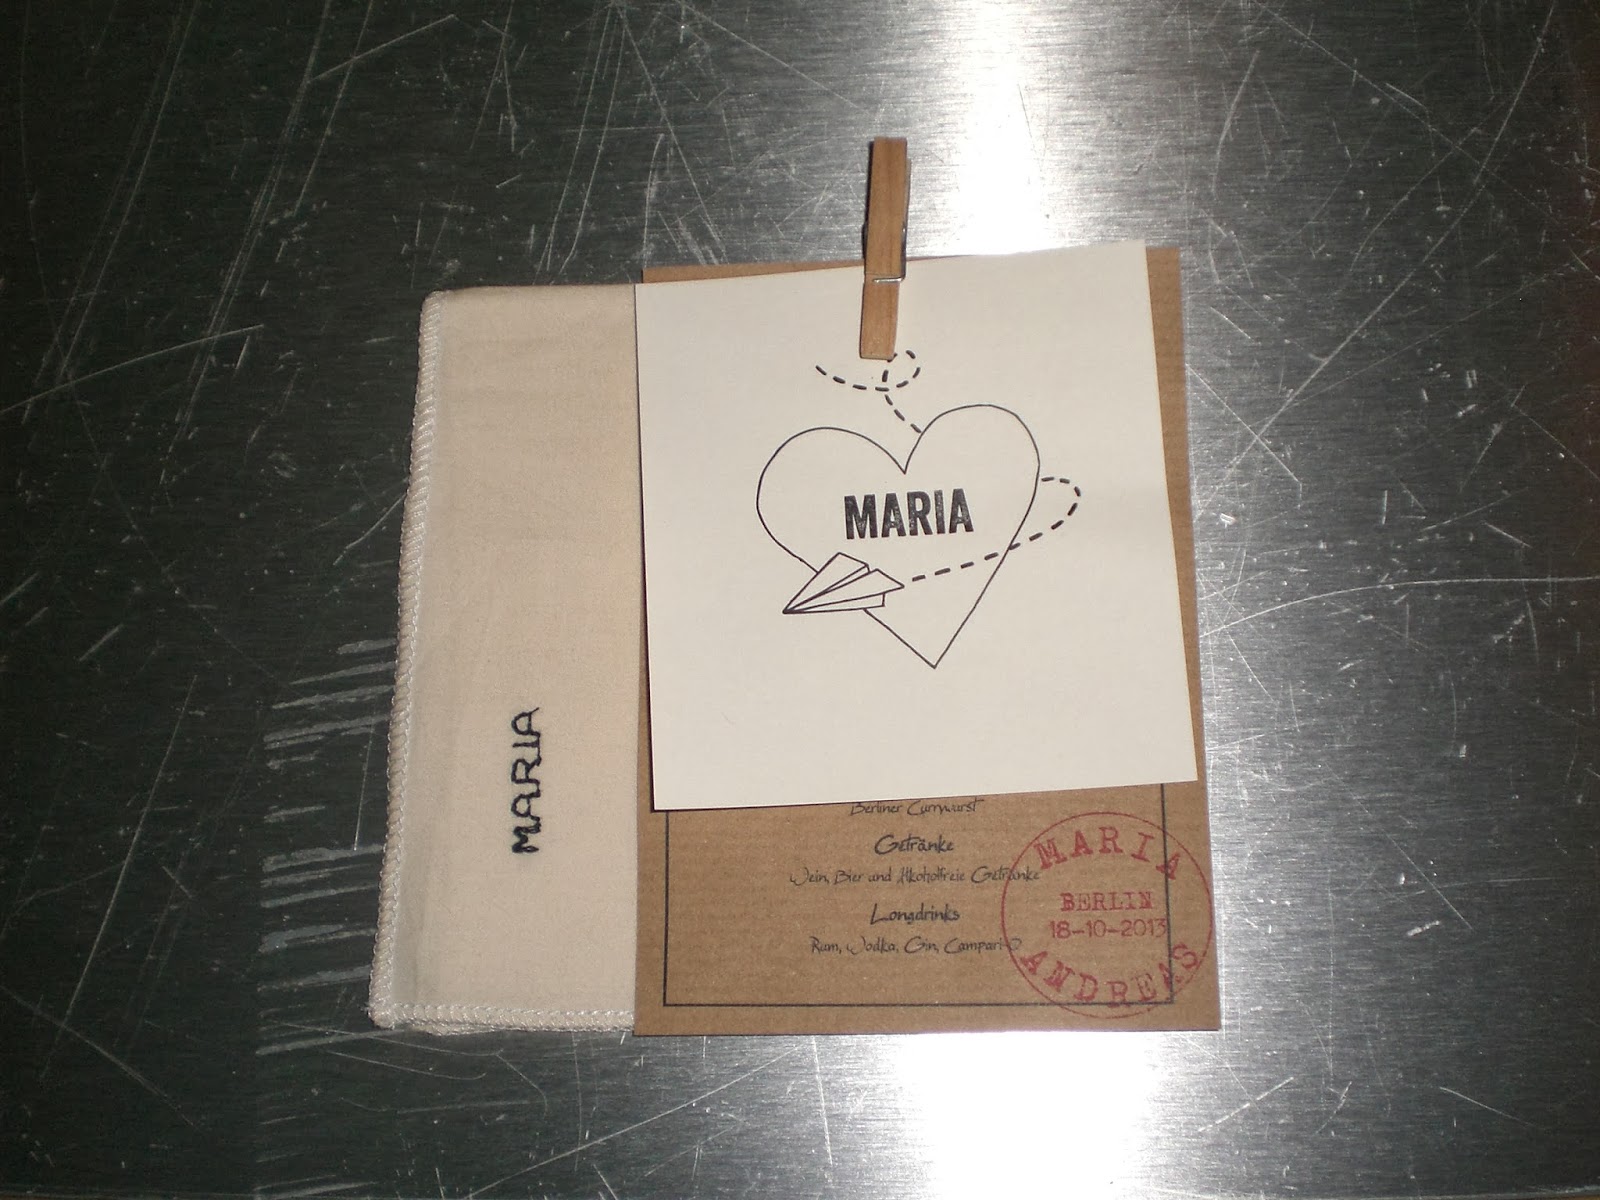 MARIA
MARIA
Berliner Currywurst
Getränke
Wein, Bier und Alkoholfreie Getränke
Longdrinks
Rum, Wodka, Gin, Campari-O
MARIA
BERLIN
18-10-2013
ANDREAS